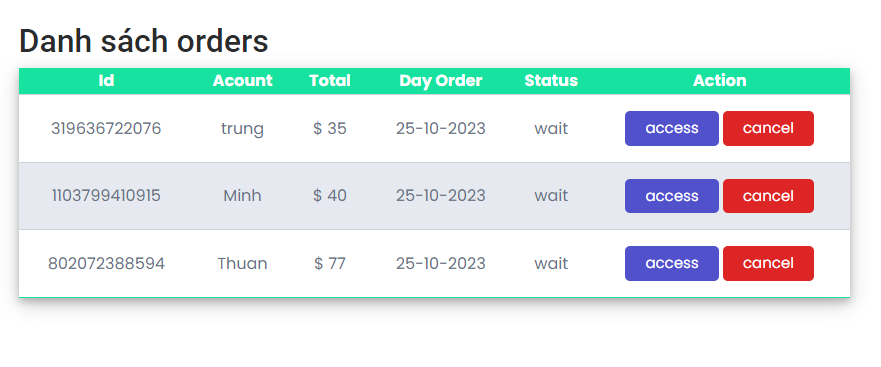 Danh sách orders
Id Acount Total Day Order Status Action
319636722076 trung $ 35 25-10-2023 wait access cancel
1103799410915 Minh $ 40 25-10-2023 wait access cancel
802072388594 Thuan $ 77 25-10-2023 wait access cancel